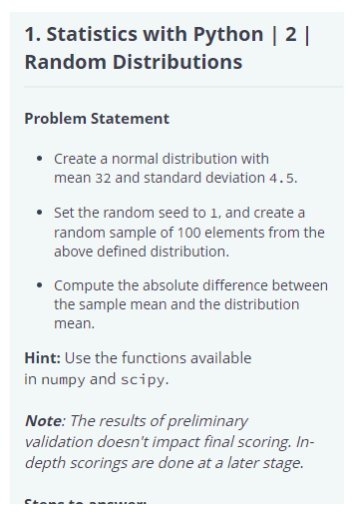 1. Statistics with Python | 2 |
Random Distributions
Problem Statement
• Create a normal distribution with
mean 32 and standard deviation 4.5.
• Set the random seed to 1, and create a
random sample of 100 elements from the
above defined distribution.
• Compute the absolute difference between
the sample mean and the distribution
mean.
Hint: Use the functions available
in numpy and scipy.
Note: The results of preliminary
validation doesn't impact final scoring. In-
depth scorings are done at a later stage.
Steps to answer: